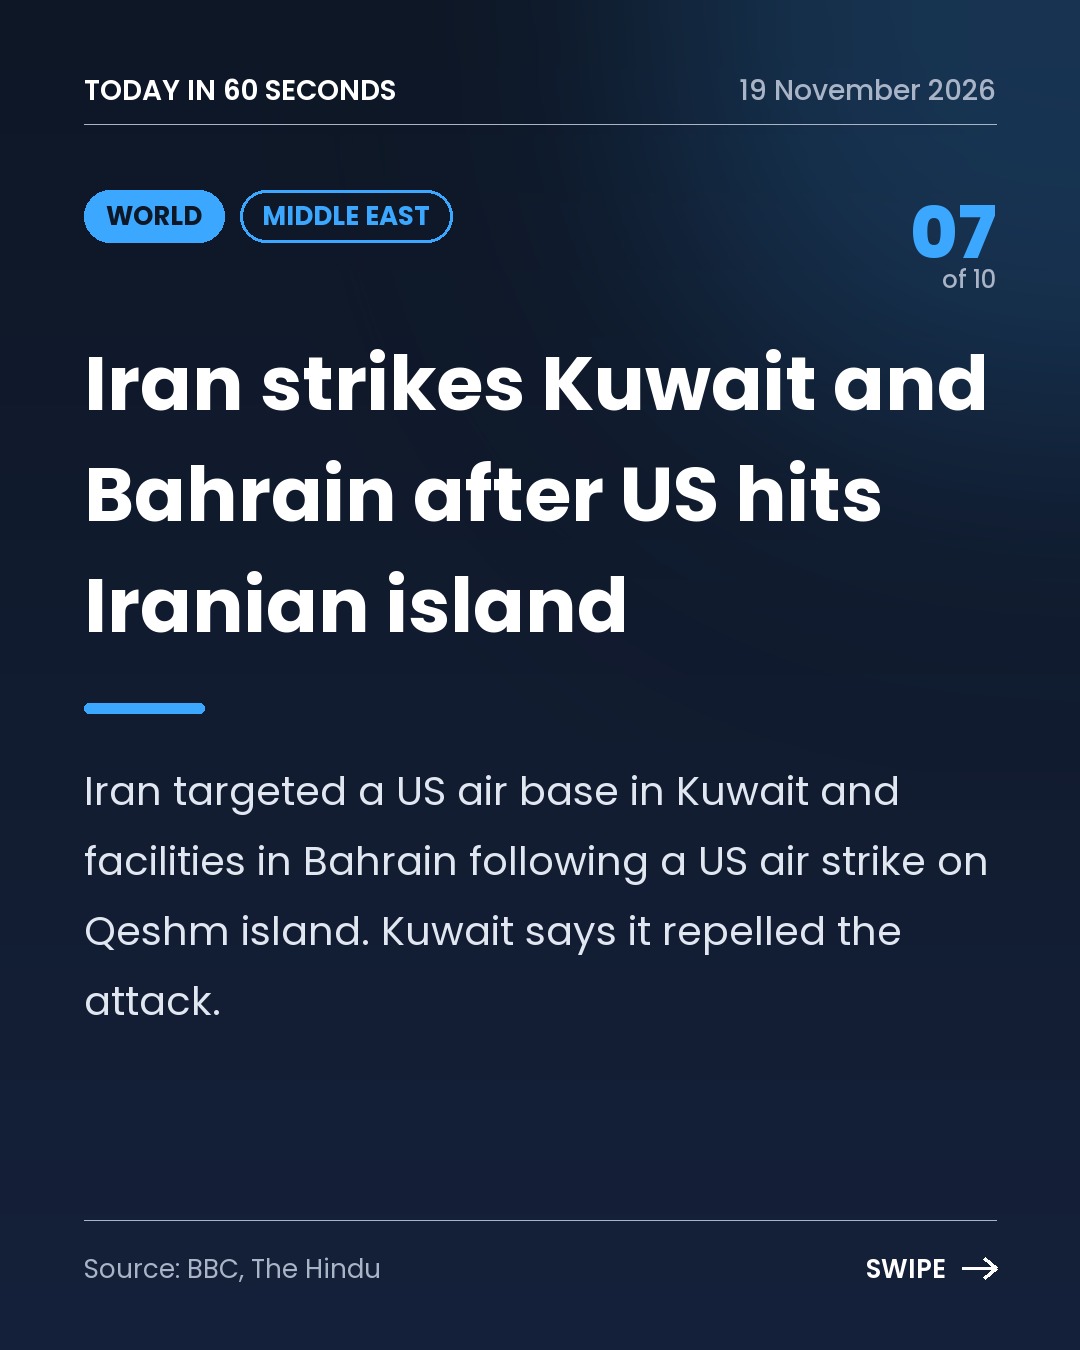 TODAY IN 60 SECONDS
19 November 2026
WORLD
MIDDLE EAST
07
of 10
Iran strikes Kuwait and
Bahrain after US hits
Iranian island
Iran targeted a US air base in Kuwait and
facilities in Bahrain following a US air strike on
Qeshm island. Kuwait says it repelled the
attack.
Source: BBC, The Hindu
SWIPE